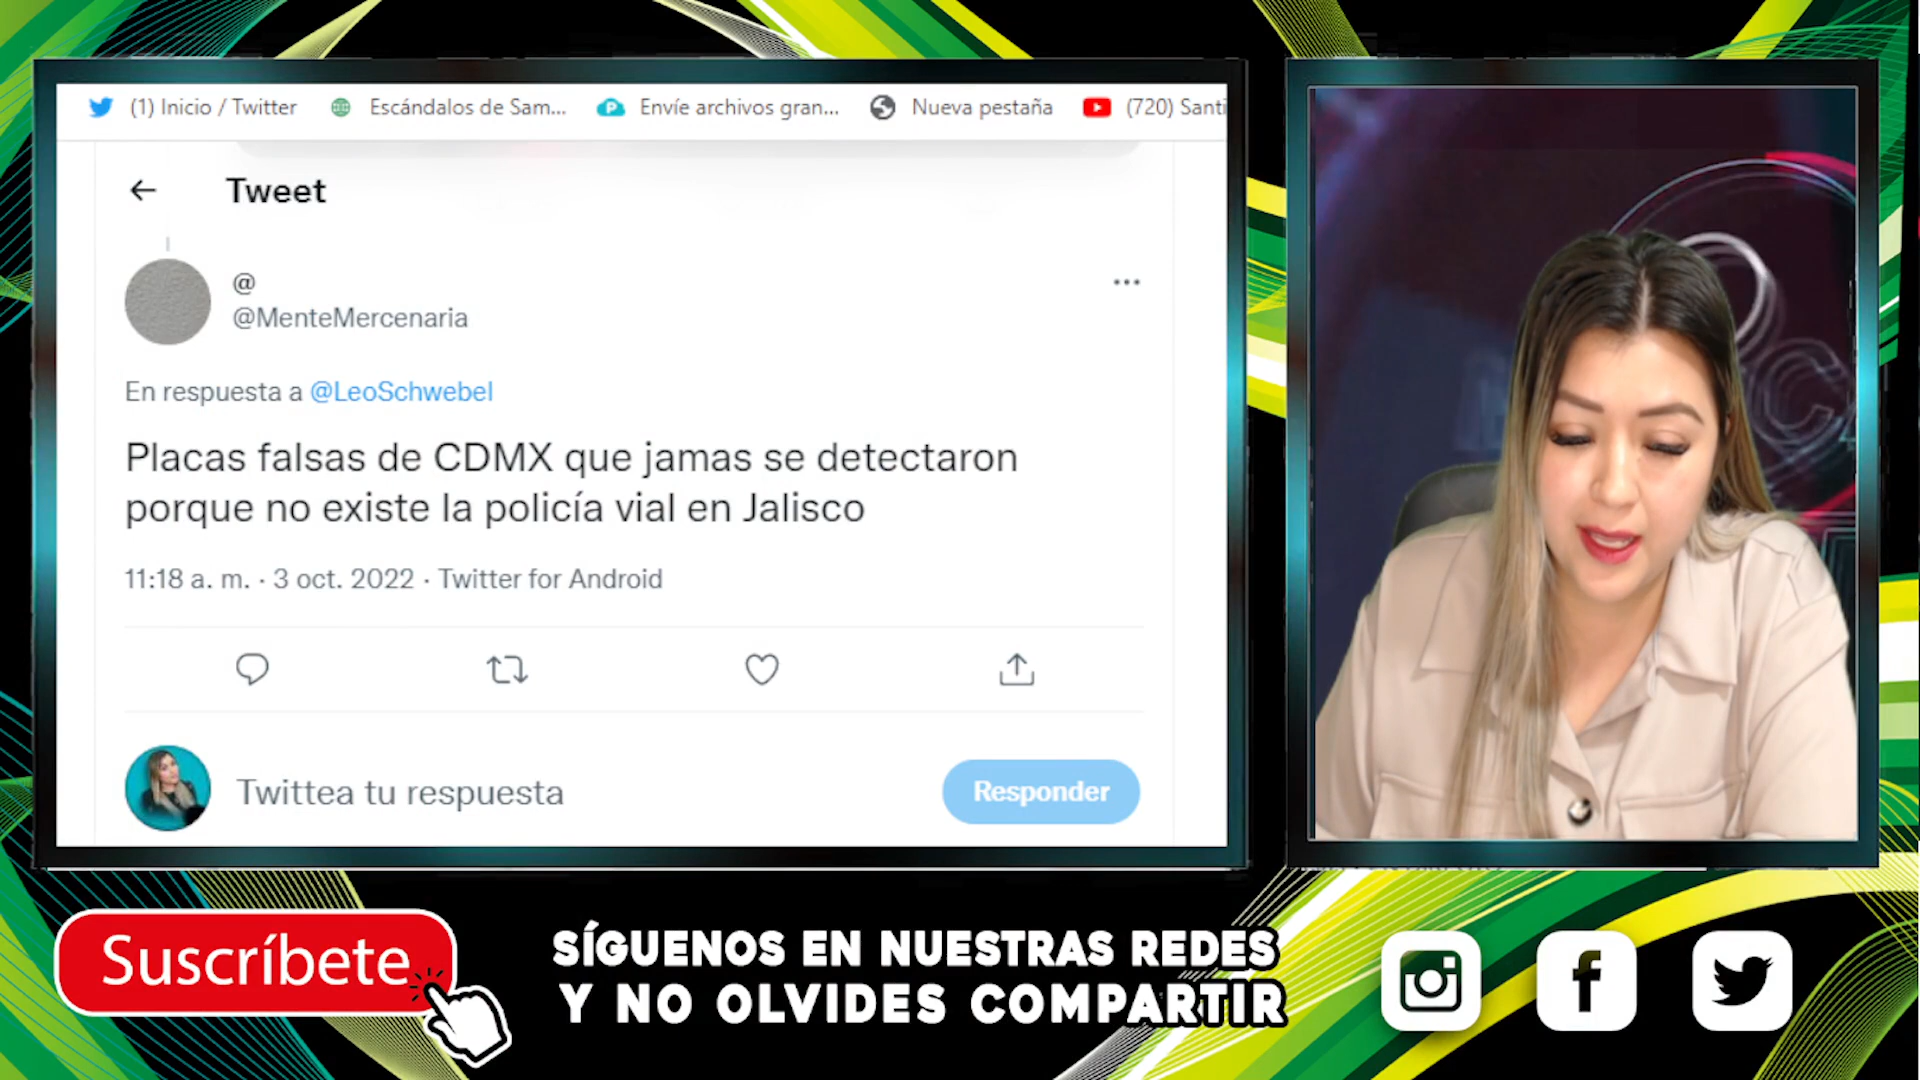 (1) Inicio / Twitter
Escándalos de Sam...
Envíe archivos gran...
Nueva pestaña
(720) Santi
Tweet
@
@MenteMercenaria
En respuesta a @LeoSchwebel
Placas falsas de CDMX que jamas se detectaron
porque no existe la policía vial en Jalisco
11:18 a. m. · 3 oct. 2022 · Twitter for Android
Twittea tu respuesta
Responder
Suscríbete
SÍGUENOS EN NUESTRAS REDES
Y NO OLVIDES COMPARTIR